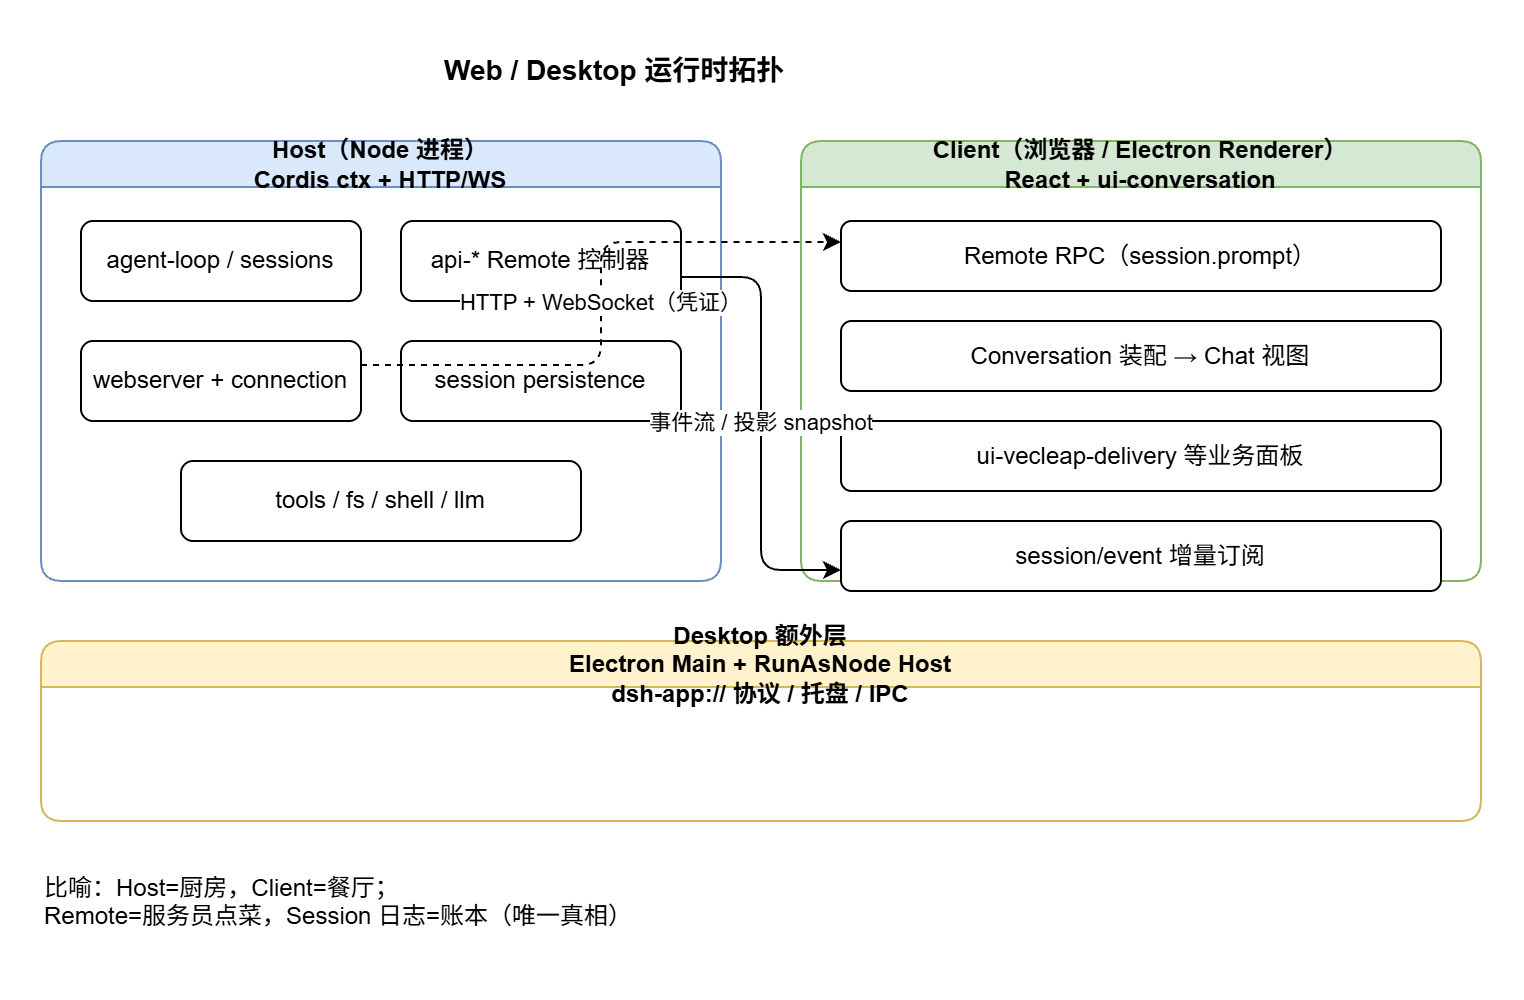 Web / Desktop 运行时拓扑
Host（Node 进程）
Cordis ctx + HTTP/WS
agent-loop / sessions
api-* Remote 控制器
HTTP + WebSocket（凭证）
webserver + connection
session persistence
事件流 / 投影 snapshot
tools / fs / shell / llm
Client（浏览器 / Electron Renderer）
React + ui-conversation
Remote RPC（session.prompt）
Conversation 装配 → Chat 视图
ui-vecleap-delivery 等业务面板
session/event 增量订阅
Desktop 额外层
Electron Main + RunAsNode Host
dsh-app:// 协议 / 托盘 / IPC
比喻：Host=厨房，Client=餐厅；
Remote=服务员点菜，Session 日志=账本（唯一真相）